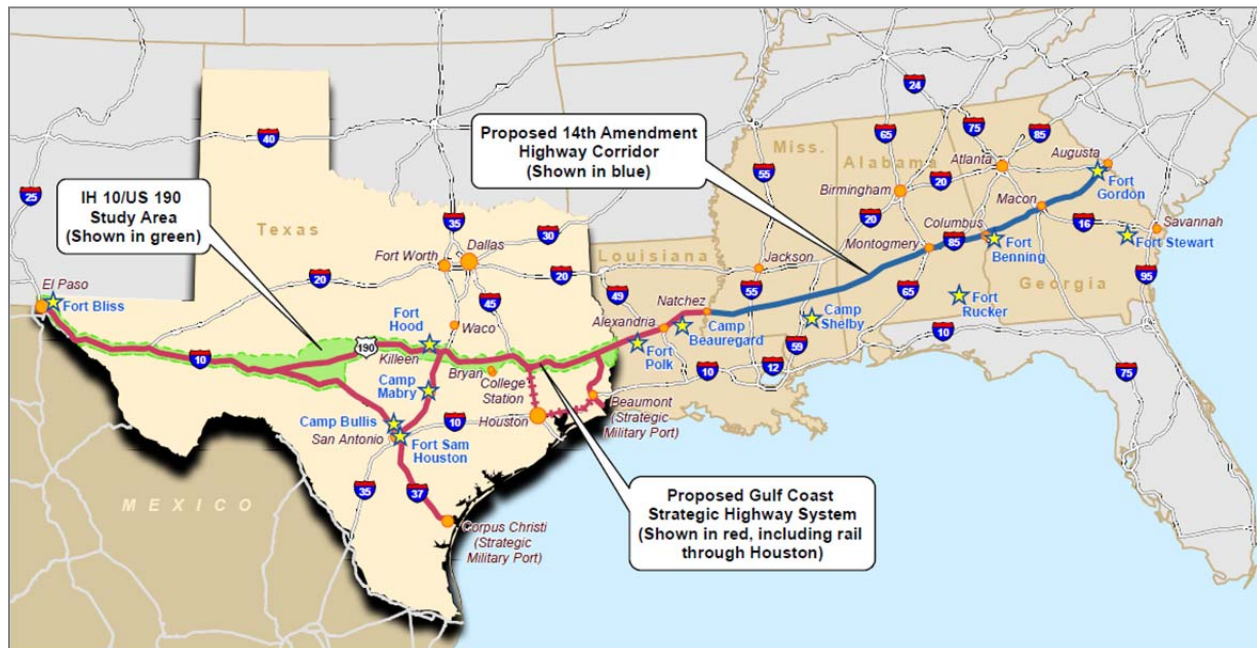 24
40
65
75
85
Proposed 14th Amendment
Highway Corridor
(Shown in blue)
Miss.
Alabama
Atlanta
Augusta
55
20
Fort
Gordon
IH 10/US 190
Study Area
(Shown in green)
25
Texas
35
30
Dallas
Fort Worth
20
20
Birmingham
20
Macon
Columbus
16
Savannah
Montogmery
85
Fort
Benning
Fort Stewart
Louisiana
Jackson
El Paso
Fort Bliss
49
45
55
65
95
Natchez
Georgia
Fort
Hood
Waco
Alexandria
Camp
Shelby
Fort
Rucker
190
Killeen
Camp
Beauregard
10
10
Fort
Polk
59
10
12
75
Bryan
College
Station
Camp
Mabry
Beaumont
(Strategic
Military Port)
Camp Bullis
10
Houston
San Antonio
Fort Sam
Houston
35
37
Proposed Gulf Coast
Strategic Highway System
(Shown in red, including rail
through Houston)
MEXICO
Corpus Christi
(Strategic
Military Port)